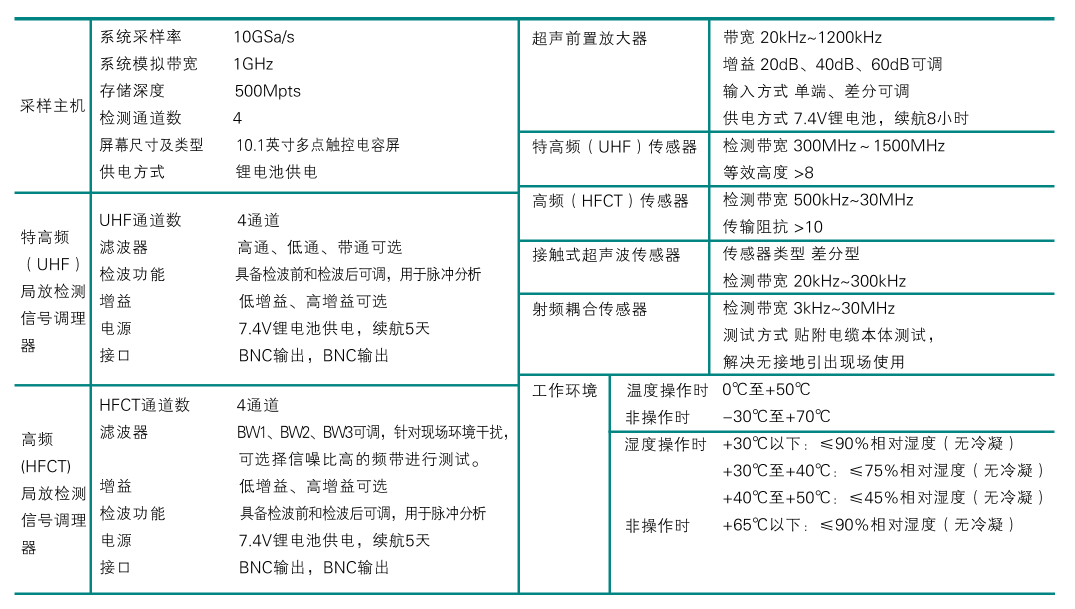 采样主机
系统采样率 10GSa/s
系统模拟带宽 1GHz
存储深度 500Mpts
检测通道数 4
屏幕尺寸及类型 10.1英寸多点触控电容屏
供电方式 锂电池供电
特高频
（UHF）
局放检测
信号调理
器
UHF通道数 4通道
滤波器 高通、低通、带通可选
检波功能 具备检波前和检波后可调，用于脉冲分析
增益 低增益、高增益可选
电源 7.4V锂电池供电，续航5天
接口 BNC输出，BNC输出
高频
(HFCT)
局放检测
信号调理
器
HFCT通道数 4通道
滤波器 BW1、BW2、BW3可调，针对现场环境干扰，
可选择信噪比高的频带进行测试。
增益 低增益、高增益可选
检波功能 具备检波前和检波后可调，用于脉冲分析
电源 7.4V锂电池供电，续航5天
接口 BNC输出，BNC输出
超声前置放大器 带宽 20kHz~1200kHz
增益 20dB、40dB、60dB可调
输入方式 单端、差分可调
供电方式 7.4V锂电池，续航8小时
特高频（UHF）传感器 检测带宽 300MHz~1500MHz
等效高度 >8
高频（HFCT）传感器 检测带宽 500kHz~30MHz
传输阻抗 >10
接触式超声波传感器 传感器类型 差分型
检测带宽 20kHz~300kHz
射频耦合传感器 检测带宽 3kHz~30MHz
测试方式 贴附电缆本体测试，
解决无接地引出现场使用
工作环境 温度操作时 0℃至+50℃
非操作时 -30℃至+70℃
湿度操作时 +30℃以下：≤90%相对湿度（无冷凝）
+30℃至+40℃：≤75%相对湿度（无冷凝）
+40℃至+50℃：≤45%相对湿度（无冷凝）
非操作时 +65℃以下：≤90%相对湿度（无冷凝）